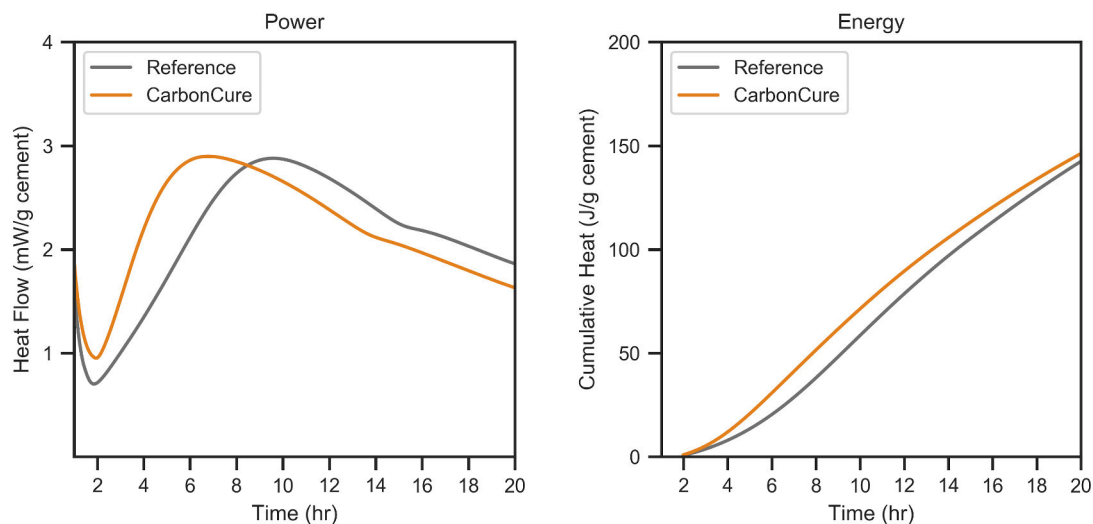 Power
4
3
2
1
Heat Flow (mW/g cement)
Reference
CarbonCure
2 4 6 8 10 12 14 16 18 20
Time (hr)
Energy
200
150
100
50
0
Cumulative Heat (J/g cement)
Reference
CarbonCure
2 4 6 8 10 12 14 16 18 20
Time (hr)